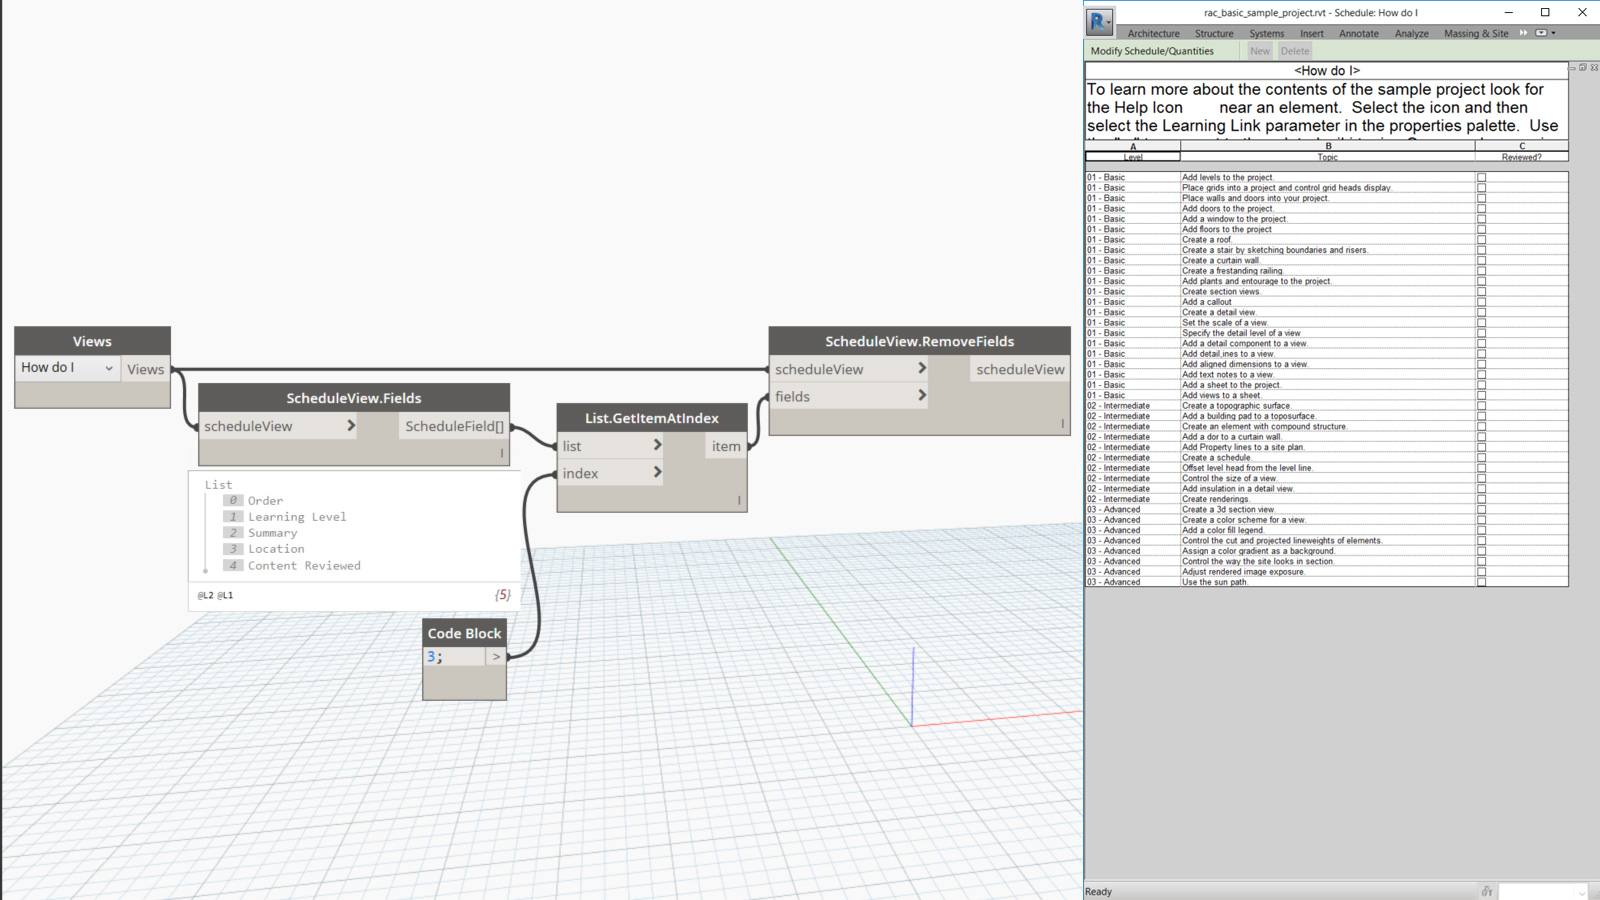 Views
How do I
Views
ScheduleView.Fields
scheduleView
ScheduleField[]
List
0 Order
1 Learning Level
2 Summary
3 Location
4 Content Reviewed
@L2 @L1
{5}
Code Block
3;
>
List.GetItemAtIndex
list
item
index
ScheduleView.RemoveFields
scheduleView
scheduleView
fields
rac_basic_sample_project.rvt - Schedule: How do I
Architecture Structure Systems Insert Annotate Analyze Massing & Site
Modify Schedule/Quantities New Delete
<How do I>
To learn more about the contents of the sample project look for
the Help Icon near an element. Select the icon and then
select the Learning Link parameter in the properties palette. Use
A B C
Level Topic Reviewed?
01 - Basic Add levels to the project.
01 - Basic Place grids into a project and control grid heads display.
01 - Basic Place walls and doors into your project.
01 - Basic Add doors to the project.
01 - Basic Add a window to the project.
01 - Basic Add floors to the project
01 - Basic Create a roof.
01 - Basic Create a stair by sketching boundaries and risers.
01 - Basic Create a curtain wall.
01 - Basic Create a frestanding railing.
01 - Basic Add plants and entourage to the project.
01 - Basic Create section views.
01 - Basic Add a callout
01 - Basic Create a detail view.
01 - Basic Set the scale of a view.
01 - Basic Specify the detail level of a view
01 - Basic Add a detail component to a view.
01 - Basic Add detail,ines to a view.
01 - Basic Add aligned dimensions to a view.
01 - Basic Add text notes to a view.
01 - Basic Add a sheet to the project.
01 - Basic Add views to a sheet.
02 - Intermediate Create a topographic surface.
02 - Intermediate Add a building pad to a toposurface.
02 - Intermediate Create an element with compound structure.
02 - Intermediate Add a dor to a curtain wall.
02 - Intermediate Add Property lines to a site plan.
02 - Intermediate Create a schedule.
02 - Intermediate Offset level head from the level line.
02 - Intermediate Control the size of a view.
02 - Intermediate Add insulation in a detail view.
02 - Intermediate Create renderings.
03 - Advanced Create a 3d section view.
03 - Advanced Create a color scheme for a view.
03 - Advanced Add a color fill legend.
03 - Advanced Control the cut and projected lineweights of elements.
03 - Advanced Assign a color gradient as a background.
03 - Advanced Control the way the site looks in section.
03 - Advanced Adjust rendered image exposure.
03 - Advanced Use the sun path.
Ready